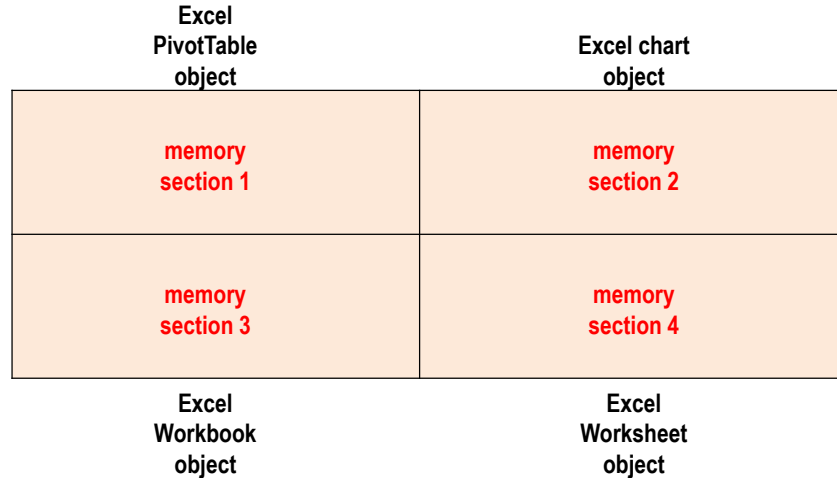 Excel
PivotTable
object
Excel chart
object
memory
section 1
memory
section 2
memory
section 3
memory
section 4
Excel
Workbook
object
Excel
Worksheet
object